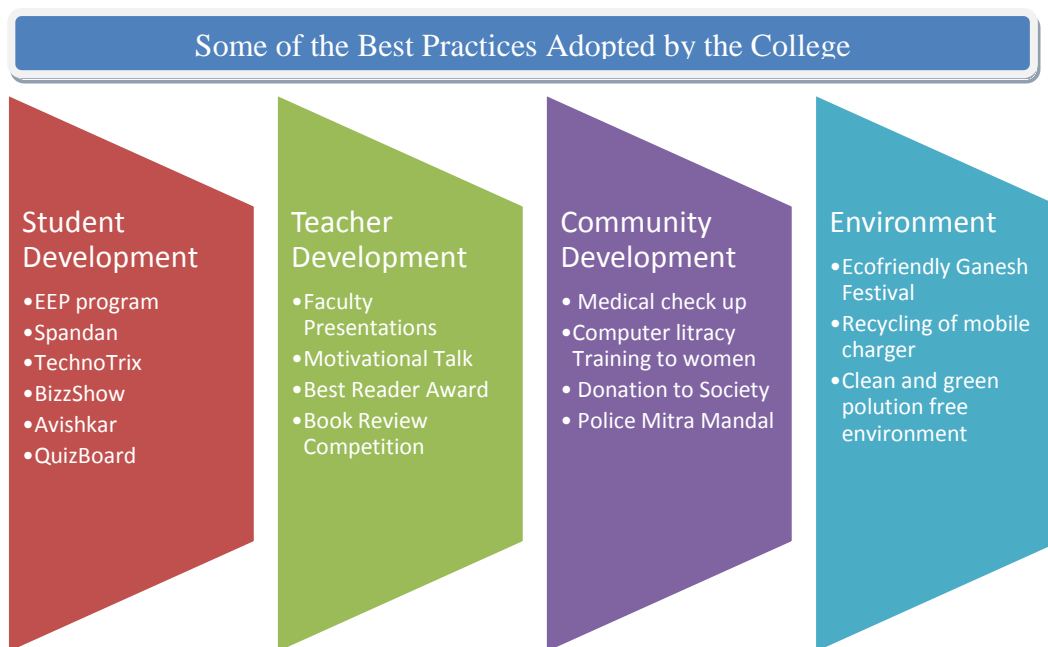 Some of the Best Practices Adopted by the College
Student
Development
•EEP program
•Spandan
•TechnoTrix
•BizzShow
•Avishkar
•QuizBoard
Teacher
Development
•Faculty
Presentations
•Motivational Talk
•Best Reader Award
•Book Review
Competition
Community
Development
• Medical check up
•Computer litracy
Training to women
• Donation to Society
• Police Mitra Mandal
Environment
•Ecofriendly Ganesh
Festival
•Recycling of mobile
charger
•Clean and green
polution free
environment